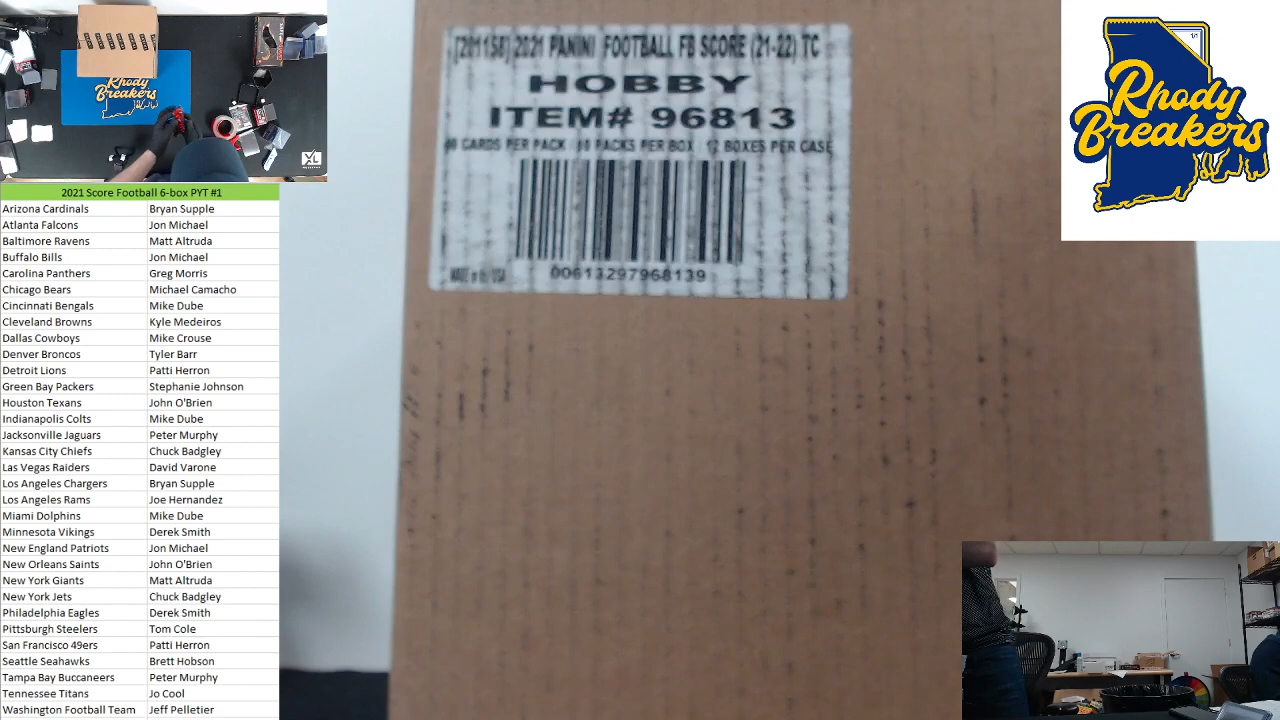 Rhody
Breakers
XL
2021 Score Football 6-box PYT #1
Arizona Cardinals Bryan Supple
Atlanta Falcons Jon Michael
Baltimore Ravens Matt Altruda
Buffalo Bills Jon Michael
Carolina Panthers Greg Morris
Chicago Bears Michael Camacho
Cincinnati Bengals Mike Dube
Cleveland Browns Kyle Medeiros
Dallas Cowboys Mike Crouse
Denver Broncos Tyler Barr
Detroit Lions Patti Herron
Green Bay Packers Stephanie Johnson
Houston Texans John O'Brien
Indianapolis Colts Mike Dube
Jacksonville Jaguars Peter Murphy
Kansas City Chiefs Chuck Badgley
Las Vegas Raiders David Varone
Los Angeles Chargers Bryan Supple
Los Angeles Rams Joe Hernandez
Miami Dolphins Mike Dube
Minnesota Vikings Derek Smith
New England Patriots Jon Michael
New Orleans Saints John O'Brien
New York Giants Matt Altruda
New York Jets Chuck Badgley
Philadelphia Eagles Derek Smith
Pittsburgh Steelers Tom Cole
San Francisco 49ers Patti Herron
Seattle Seahawks Brett Hobson
Tampa Bay Buccaneers Peter Murphy
Tennessee Titans Jo Cool
Washington Football Team Jeff Pelletier
[201158] 2021 PANINI FOOTBALL FB SCORE (21-22) TC
HOBBY
ITEM# 96813
CARDS PER PACK 10 PACKS PER BOX 12 BOXES PER CASE
MADE IN USA 00613297968139
1/1
Rhody
Breakers